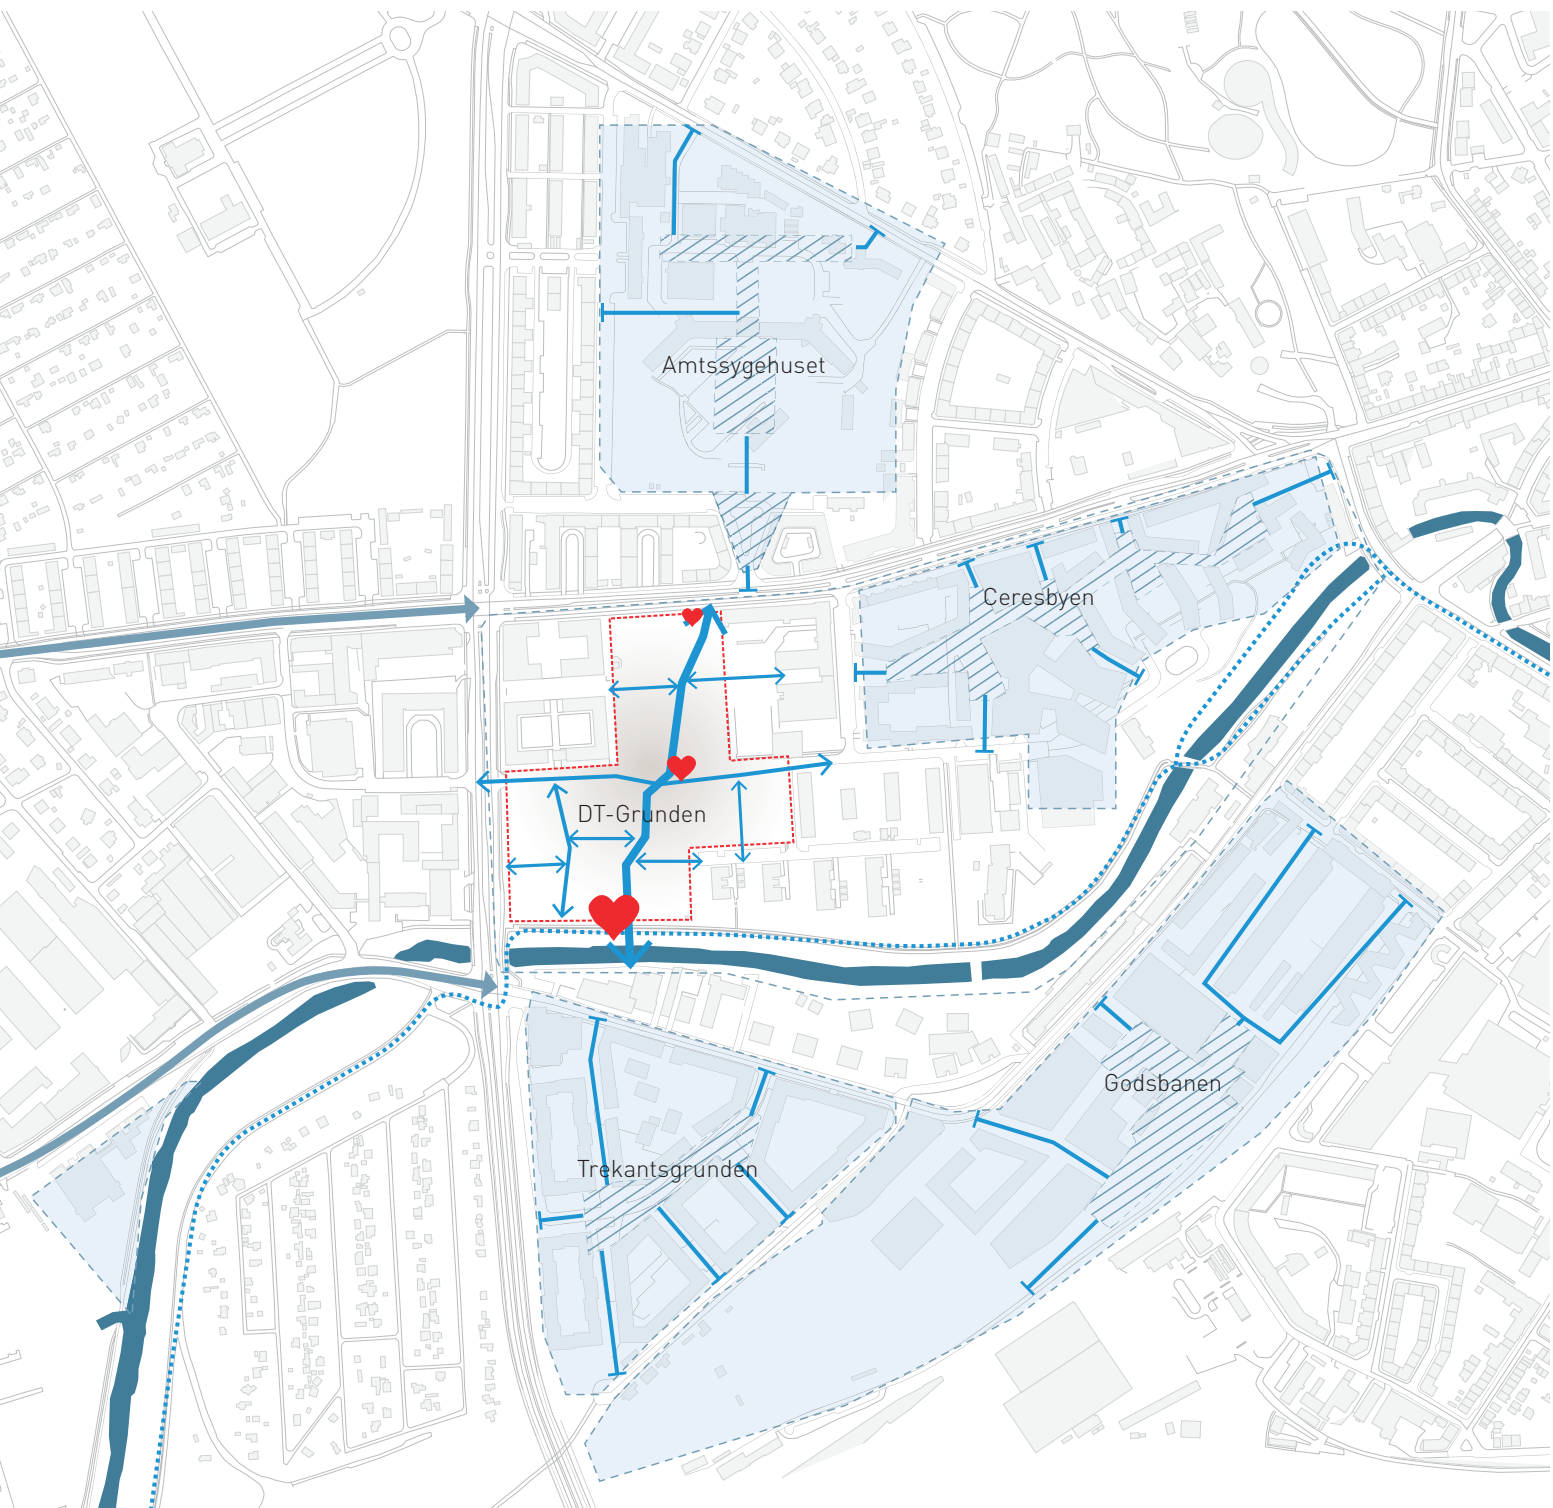 Amtssygehuset
Ceresbyen
DT-Grunden
Godsbanen
Trekantsgrunden